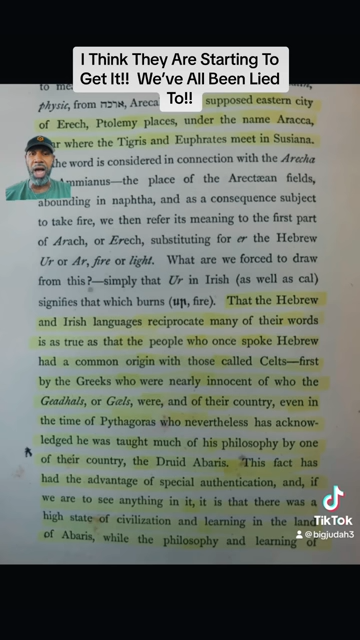 I Think They Are Starting To
Get It!! We've All Been Lied
To!!
to me
physic, from ארכה, Areca supposed eastern city
of Erech, Ptolemy places, under the name Aracca,
ar where the Tigris and Euphrates meet in Susiana.
the word is considered in connection with the Arecha
Ammianus—the place of the Arectæan fields,
abounding in naphtha, and as a consequence subject
to take fire, we then refer its meaning to the first part
of Arach, or Erech, substituting for er the Hebrew
Ur or Ar, fire or light. What are we forced to draw
from this?—simply that Ur in Irish (as well as cal)
signifies that which burns (uꞃ, fire). That the Hebrew
and Irish languages reciprocate many of their words
is as true as that the people who once spoke Hebrew
had a common origin with those called Celts—first
by the Greeks who were nearly innocent of who the
Geadhals, or Gæls, were, and of their country, even in
the time of Pythagoras who nevertheless has acknow-
ledged he was taught much of his philosophy by one
of their country, the Druid Abaris. This fact has
had the advantage of special authentication, and, if
we are to see anything in it, it is that there was a
high state of civilization and learning in the land
of Abaris, while the philosophy and learning of
TikTok
@bigjudah3